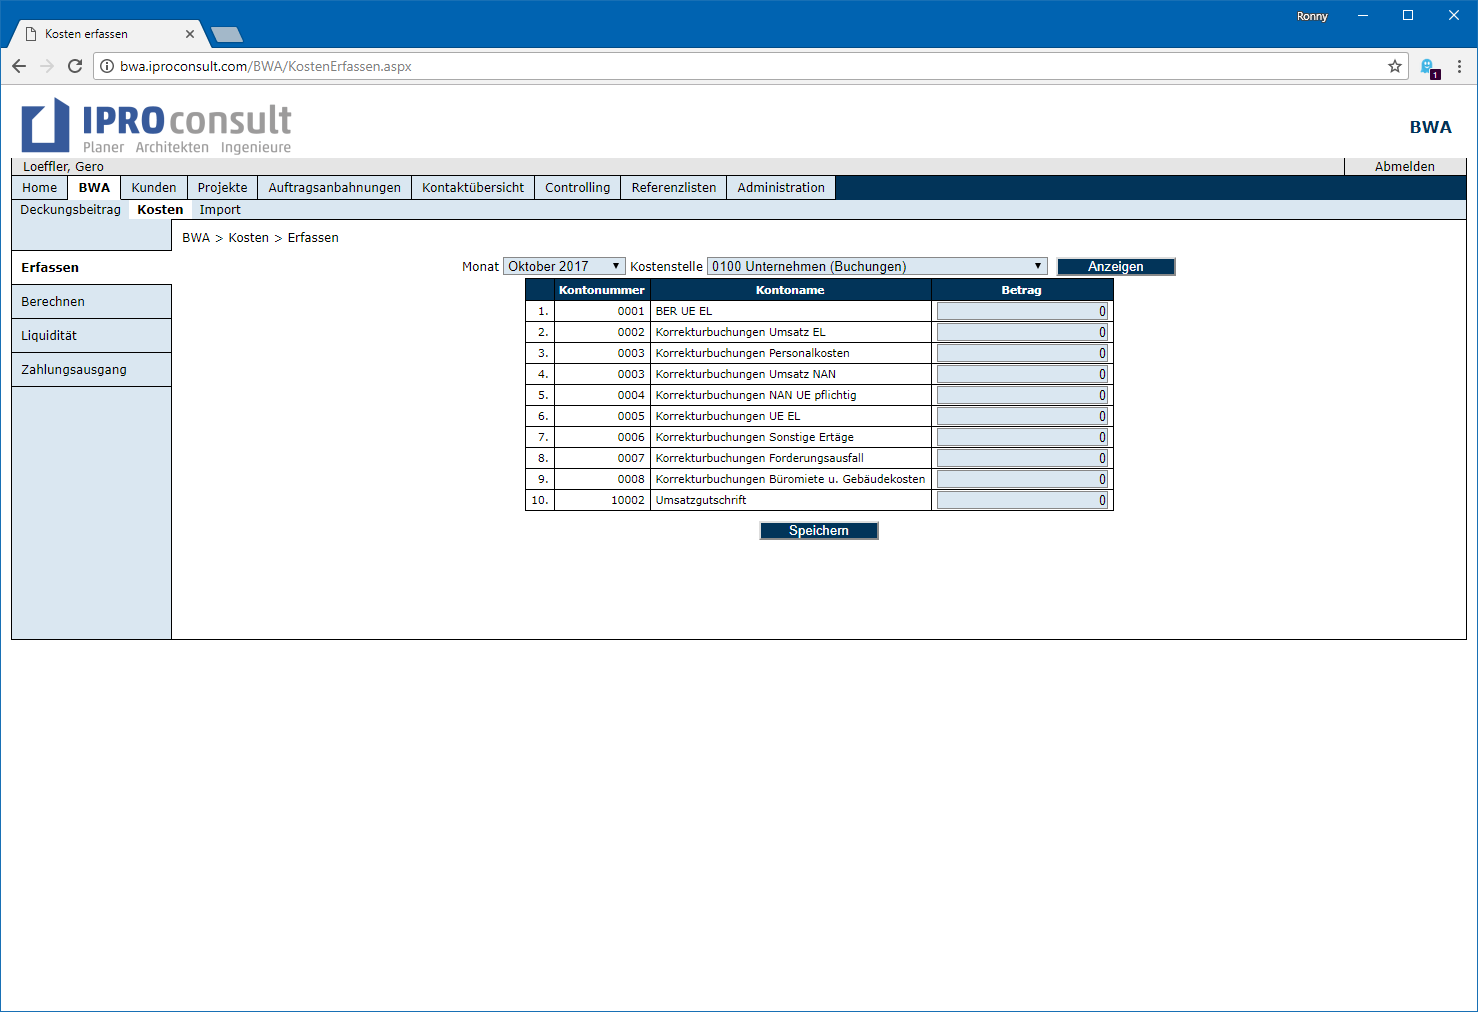 Ronny
Kosten erfassen
bwa.iproconsult.com/BWA/KostenErfassen.aspx
1
IPROconsult
Planer Architekten Ingenieure
BWA
Loeffler, Gero Abmelden
Home BWA Kunden Projekte Auftragsanbahnungen Kontaktübersicht Controlling Referenzlisten Administration
Deckungsbeitrag Kosten Import
BWA > Kosten > Erfassen
Erfassen
Berechnen
Liquidität
Zahlungsausgang
Monat Oktober 2017 Kostenstelle 0100 Unternehmen (Buchungen) Anzeigen
Kontonummer Kontoname Betrag
1. 0001 BER UE EL 0
2. 0002 Korrekturbuchungen Umsatz EL 0
3. 0003 Korrekturbuchungen Personalkosten 0
4. 0003 Korrekturbuchungen Umsatz NAN 0
5. 0004 Korrekturbuchungen NAN UE pflichtig 0
6. 0005 Korrekturbuchungen UE EL 0
7. 0006 Korrekturbuchungen Sonstige Ertäge 0
8. 0007 Korrekturbuchungen Forderungsausfall 0
9. 0008 Korrekturbuchungen Büromiete u. Gebäudekosten 0
10. 10002 Umsatzgutschrift 0
Speichern